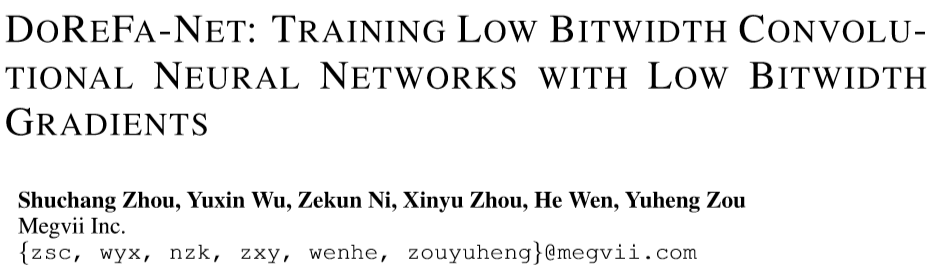 DOREFA-NET: TRAINING LOW BITWIDTH CONVOLU-
TIONAL NEURAL NETWORKS WITH LOW BITWIDTH
GRADIENTS
Shuchang Zhou, Yuxin Wu, Zekun Ni, Xinyu Zhou, He Wen, Yuheng Zou
Megvii Inc.
{zsc, wyx, nzk, zxy, wenhe, zouyuheng}@megvii.com